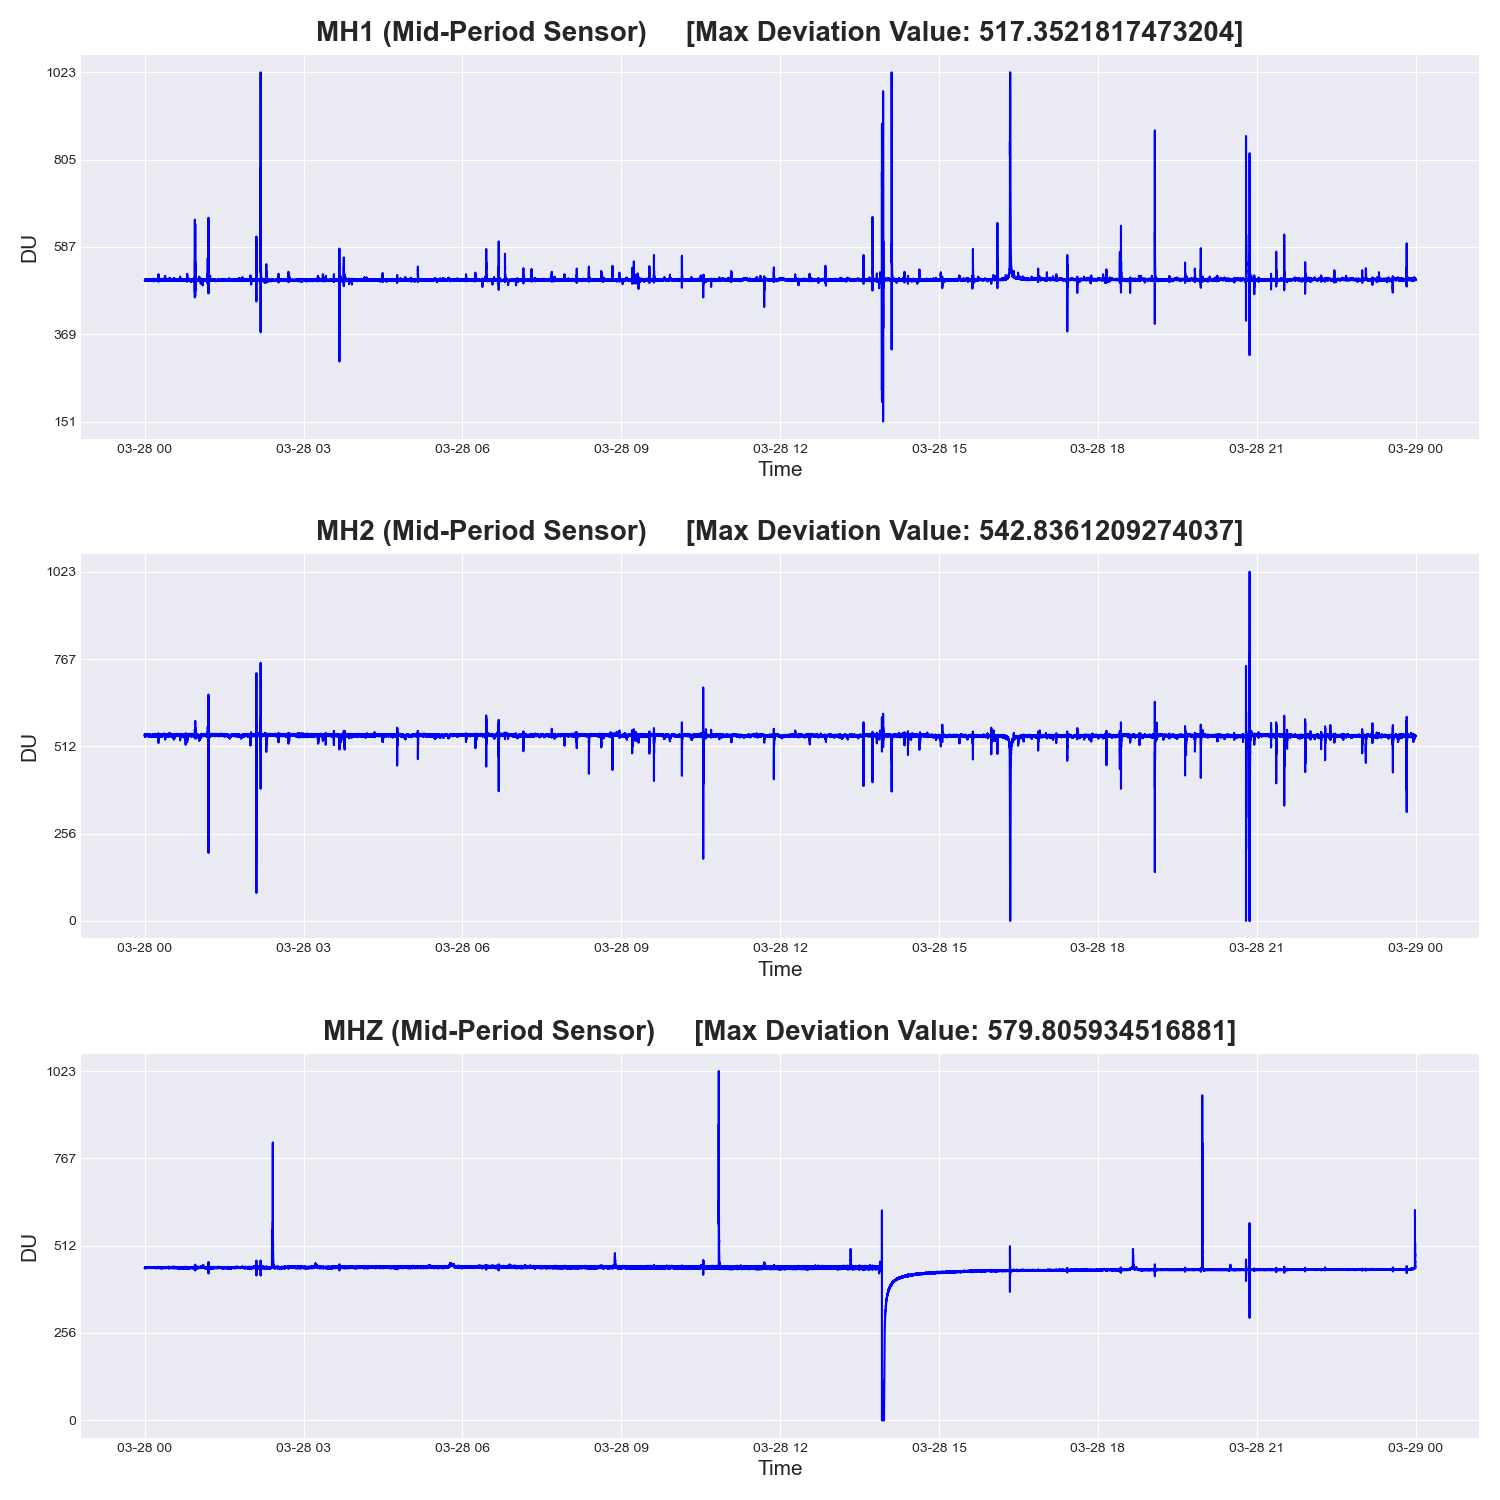 MH1 (Mid-Period Sensor) [Max Deviation Value: 517.3521817473204]
1023
805
587
369
151
DU
03-28 00 03-28 03 03-28 06 03-28 09 03-28 12 03-28 15 03-28 18 03-28 21 03-29 00
Time
MH2 (Mid-Period Sensor) [Max Deviation Value: 542.8361209274037]
1023
767
512
256
0
DU
03-28 00 03-28 03 03-28 06 03-28 09 03-28 12 03-28 15 03-28 18 03-28 21 03-29 00
Time
MHZ (Mid-Period Sensor) [Max Deviation Value: 579.805934516881]
1023
767
512
256
0
DU
03-28 00 03-28 03 03-28 06 03-28 09 03-28 12 03-28 15 03-28 18 03-28 21 03-29 00
Time